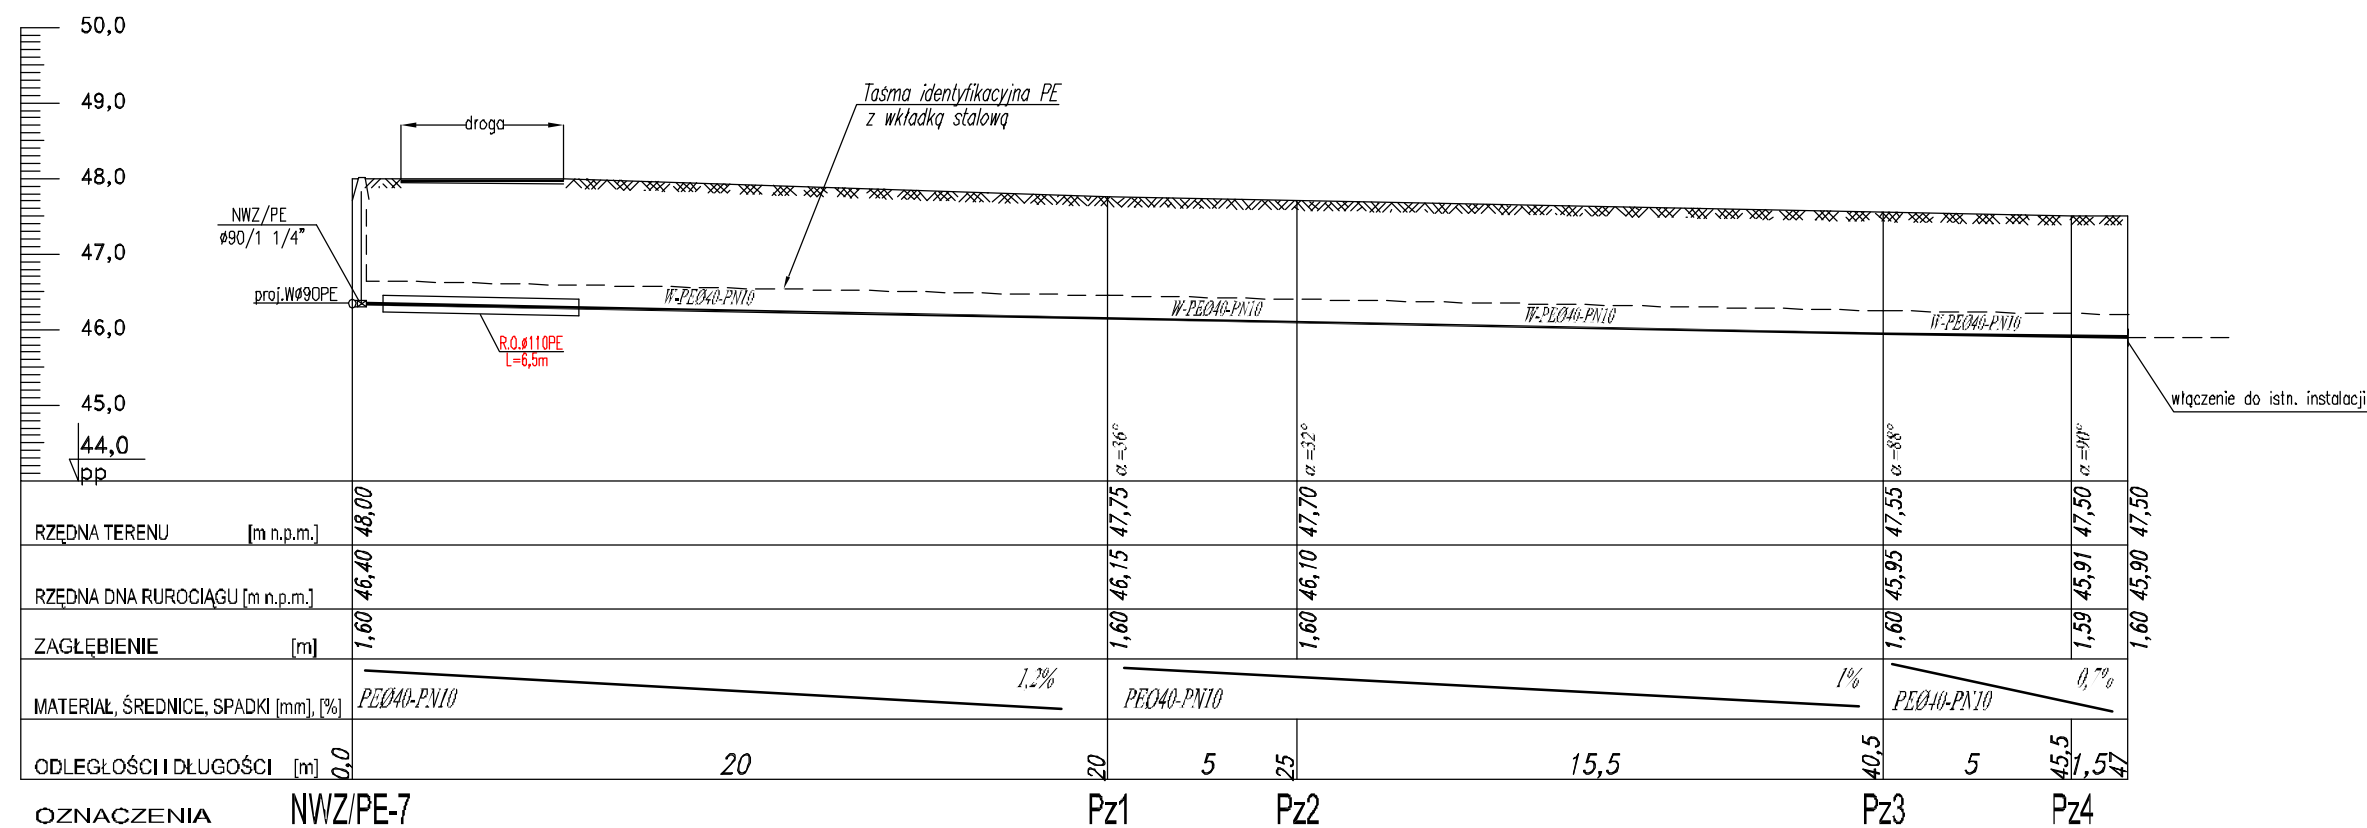 50,0
49,0
48,0
47,0
46,0
45,0
44,0
pp
droga
Taśma identyfikacyjna PE
z wkładką stalową
NWZ/PE
ø90/1 1/4"
proj.Wø90PE
R.O.ø110PE
L=6,5m
W-PEØ40-PN10
W-PEØ40-PN10
W-PEØ40-PN10
W-PEØ40-PN10
włączenie do istn. instalacji
α=36° α=32° α=88° α=90°
RZĘDNA TERENU [m n.p.m.] 48,00 47,75 47,70 47,55 47,50 47,50
RZĘDNA DNA RUROCIĄGU [m n.p.m.] 46,40 46,15 46,10 45,95 45,91 45,90
ZAGŁĘBIENIE [m] 1,60 1,60 1,60 1,60 1,59 1,60
MATERIAŁ, ŚREDNICE, SPADKI [mm], [%] PEØ40-PN10 1,2% PEØ40-PN10 1% PEØ40-PN10 0,7%
ODLEGŁOŚCI I DŁUGOŚCI [m] 0,0 20 20 5 25 15,5 40,5 5 45,5 1,5 47
OZNACZENIA NWZ/PE-7 Pz1 Pz2 Pz3 Pz4